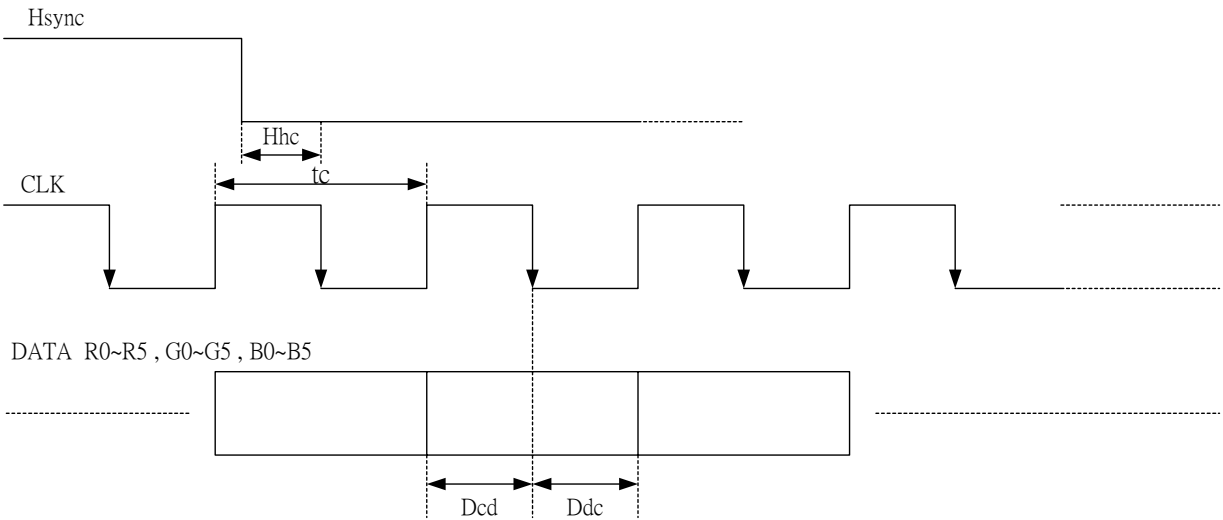 Hsync
Hhc
tc
CLK
DATA R0~R5 , G0~G5 , B0~B5
Dcd Ddc